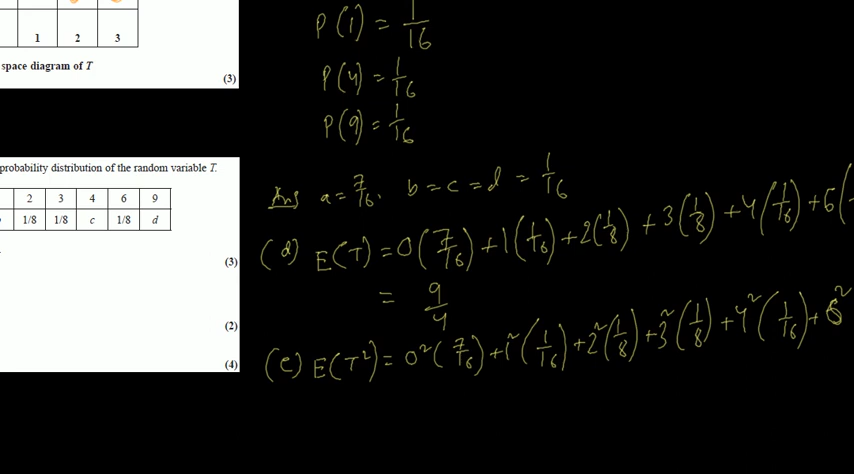 1 2 3
space diagram of T
(3)
P(1) = 1/16
P(4) = 1/16
P(9) = 1/16
probability distribution of the random variable T.
2 3 4 6 9
1/8 1/8 c 1/8 d
(3)
(2)
(4)
Ans a = 7/16, b = c = d = 1/16
(d) E(T) = 0(7/16) + 1(1/16) + 2(1/8) + 3(1/8) + 4(1/16) + 6(
= 9/4
(e) E(T²) = 0²(7/16) + 1²(1/16) + 2²(1/8) + 3²(1/8) + 4²(1/16) + 6²